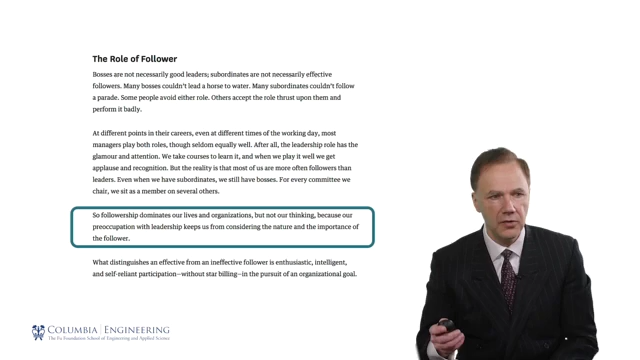 The Role of Follower
Bosses are not necessarily good leaders; subordinates are not necessarily effective
followers. Many bosses couldn't lead a horse to water. Many subordinates couldn't follow
a parade. Some people avoid either role. Others accept the role thrust upon them and
perform it badly.
At different points in their careers, even at different times of the working day, most
managers play both roles, though seldom equally well. After all, the leadership role has the
glamour and attention. We take courses to learn it, and when we play it well we get
applause and recognition. But the reality is that most of us are more often followers than
leaders. Even when we have subordinates, we still have bosses. For every committee we
chair, we sit as a member on several others.
So followership dominates our lives and organizations, but not our thinking, because our
preoccupation with leadership keeps us from considering the nature and the importance of
the follower.
What distinguishes an effective from an ineffective follower is enthusiastic, intelligent,
and self-reliant participation—without star billing—in the pursuit of an organizational goal.
COLUMBIA | ENGINEERING
The Fu Foundation School of Engineering and Applied Science